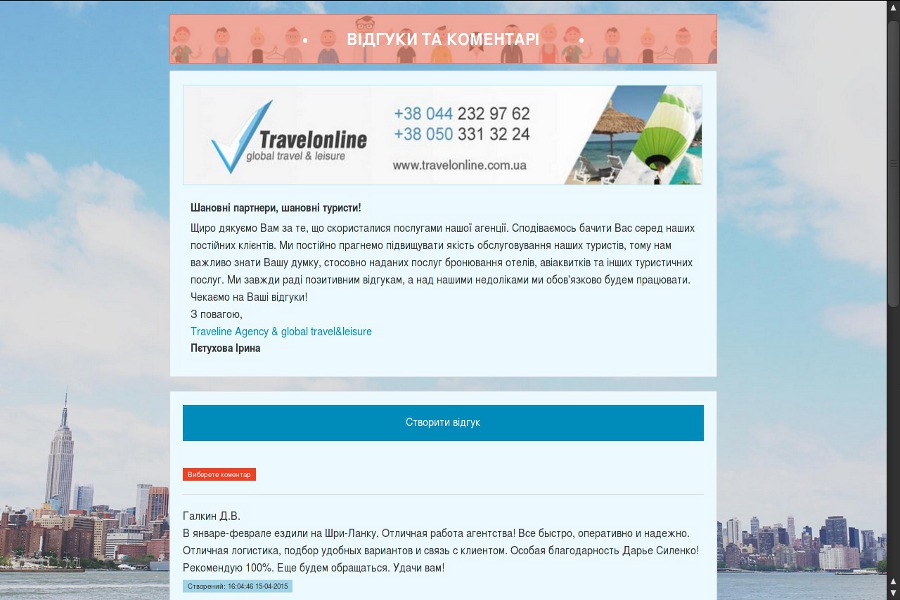 ВІДГУКИ ТА КОМЕНТАРІ
Travelonline
global travel & leisure
+38 044 232 97 62
+38 050 331 32 24
www.travelonline.com.ua
Шановні партнери, шановні туристи!
Щиро дякуємо Вам за те, що скористалися послугами нашої агенції. Сподіваємось бачити Вас серед наших
постійних клієнтів. Ми постійно прагнемо підвищувати якість обслуговування наших туристів, тому нам
важливо знати Вашу думку, стосовно наданих послуг бронювання отелів, авіаквитків та інших туристичних
послуг. Ми завжди раді позитивним відгукам, а над нашими недоліками ми обов'язково будем працювати.
Чекаємо на Ваші відгуки!
З повагою,
Traveline Agency & global travel&leisure
Пєтухова Ірина
Створити відгук
Виберете коментар
Галкин Д.В.
В январе-феврале ездили на Шри-Ланку. Отличная работа агентства! Все быстро, оперативно и надежно.
Отличная логистика, подбор удобных вариантов и связь с клиентом. Особая благодарность Дарье Силенко!
Рекомендую 100%. Еще будем обращаться. Удачи вам!
Створений: 16:04:46 15-04-2015